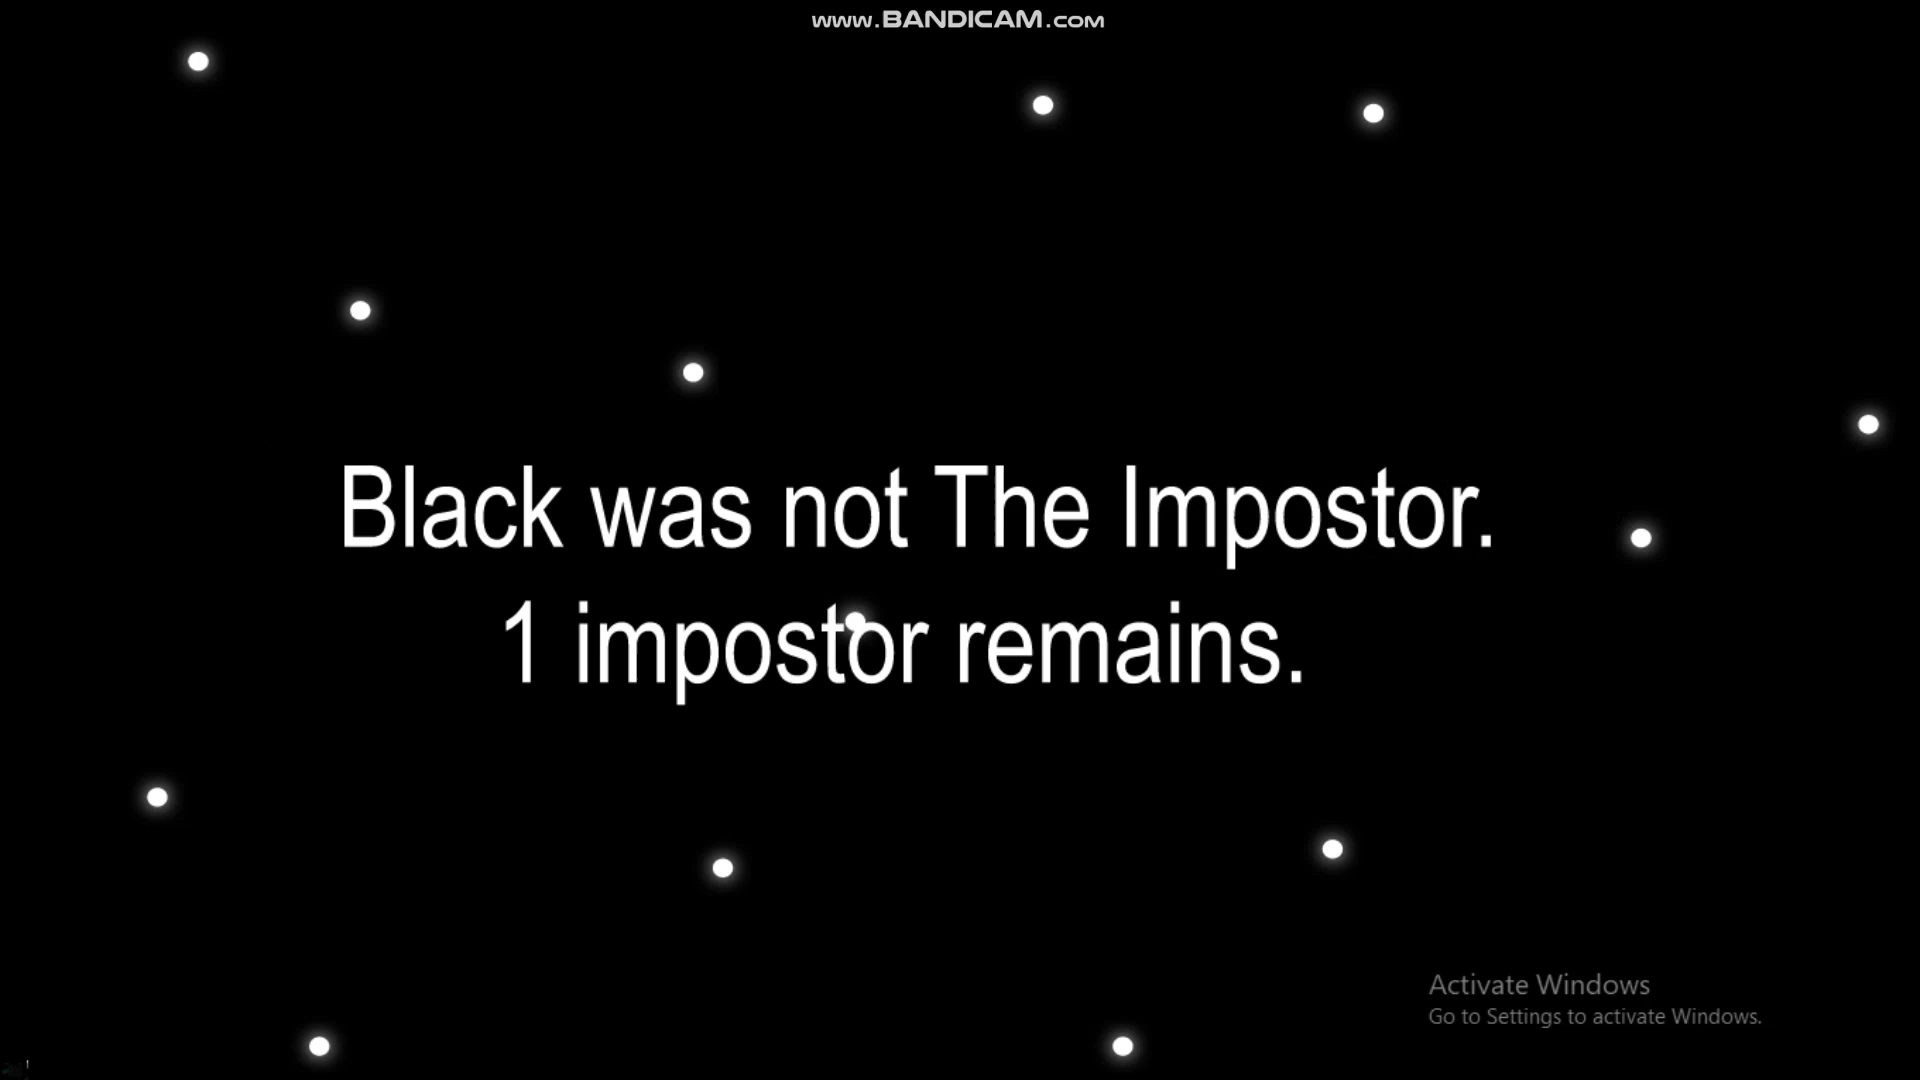 www.BANDICAM.com
Black was not The Impostor.
1 impostor remains.
Activate Windows
Go to Settings to activate Windows.